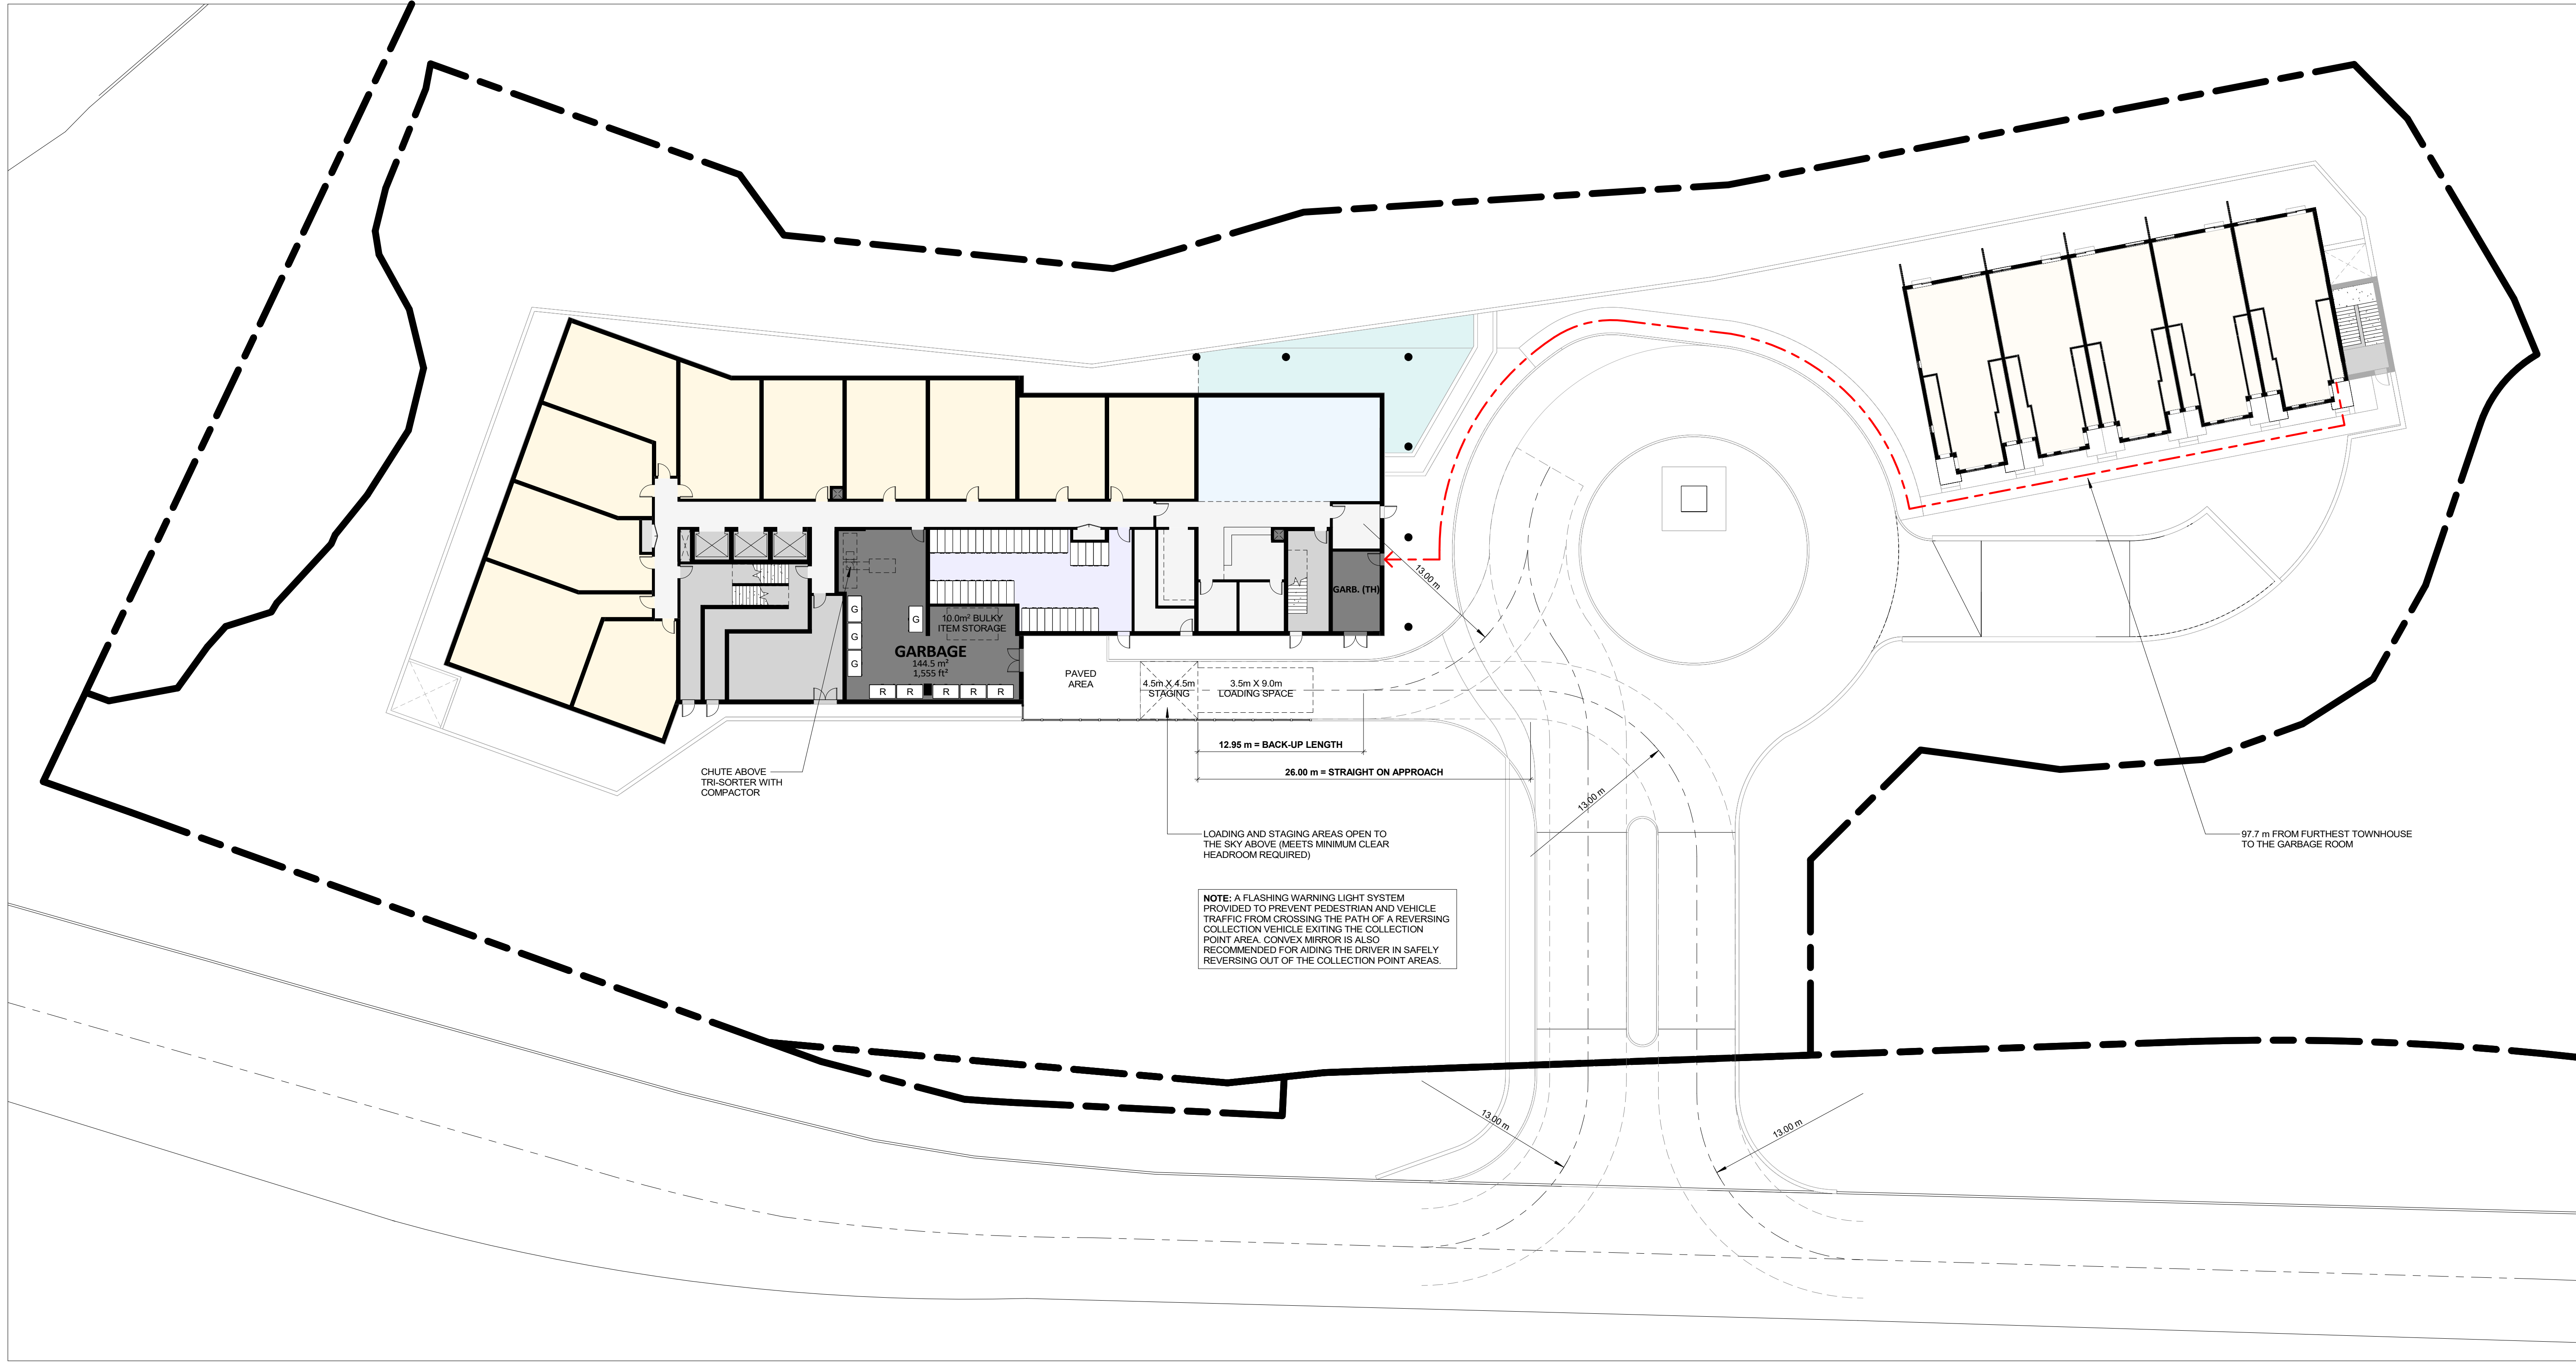 13.00 m
GARB. (TH)
G
G
G
G
10.0m² BULKY
ITEM STORAGE
GARBAGE
144.5 m²
1,555 ft²
R
R
R
R
R
PAVED
AREA
4.5m X 4.5m
STAGING
3.5m X 9.0m
LOADING SPACE
12.95 m = BACK-UP LENGTH
26.00 m = STRAIGHT ON APPROACH
CHUTE ABOVE
TRI-SORTER WITH
COMPACTOR
13.00 m
LOADING AND STAGING AREAS OPEN TO
THE SKY ABOVE (MEETS MINIMUM CLEAR
HEADROOM REQUIRED)
97.7 m FROM FURTHEST TOWNHOUSE
TO THE GARBAGE ROOM
NOTE: A FLASHING WARNING LIGHT SYSTEM
PROVIDED TO PREVENT PEDESTRIAN AND VEHICLE
TRAFFIC FROM CROSSING THE PATH OF A REVERSING
COLLECTION VEHICLE EXITING THE COLLECTION
POINT AREA. CONVEX MIRROR IS ALSO
RECOMMENDED FOR AIDING THE DRIVER IN SAFELY
REVERSING OUT OF THE COLLECTION POINT AREAS.
13.00 m
13.00 m